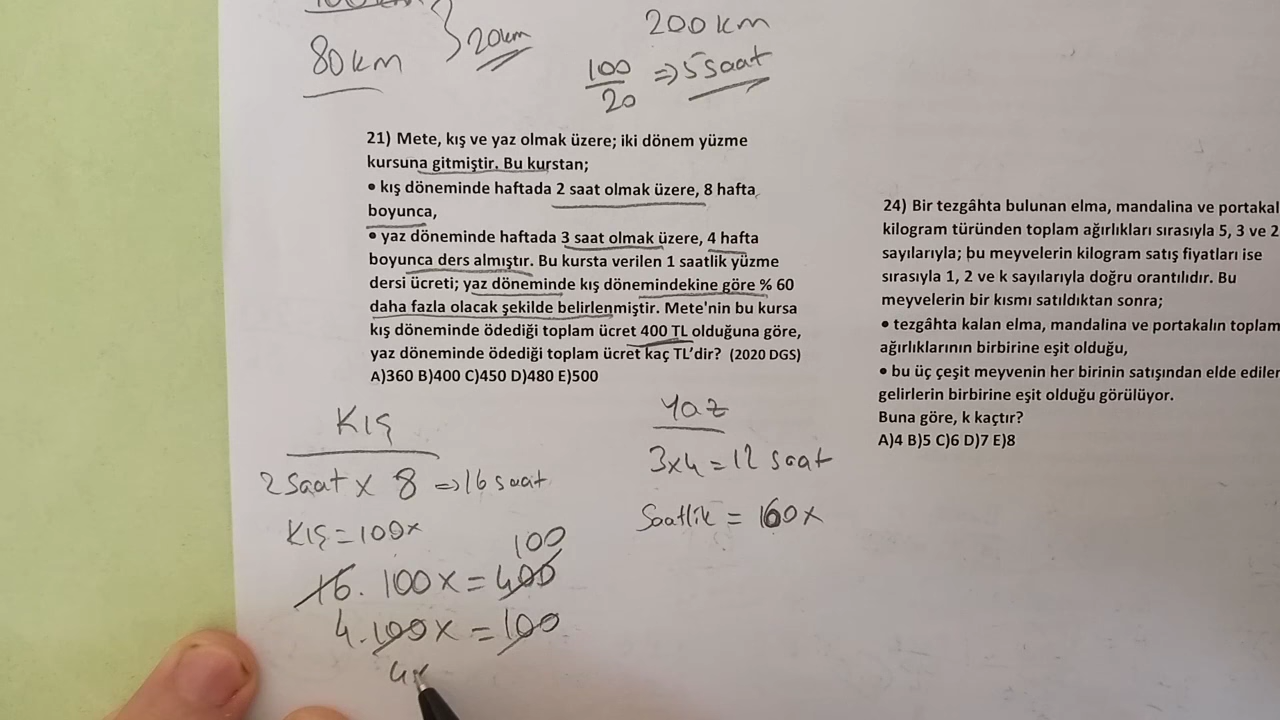 80km
20km
200km
100
20
=> 5 saat
21) Mete, kış ve yaz olmak üzere; iki dönem yüzme
kursuna gitmiştir. Bu kurstan;
• kış döneminde haftada 2 saat olmak üzere, 8 hafta
boyunca,
• yaz döneminde haftada 3 saat olmak üzere, 4 hafta
boyunca ders almıştır. Bu kursta verilen 1 saatlik yüzme
dersi ücreti; yaz döneminde kış dönemindekine göre % 60
daha fazla olacak şekilde belirlenmiştir. Mete'nin bu kursa
kış döneminde ödediği toplam ücret 400 TL olduğuna göre,
yaz döneminde ödediği toplam ücret kaç TL'dir? (2020 DGS)
A)360 B)400 C)450 D)480 E)500
KIŞ
2 saat x 8 => 16 saat
KIŞ = 100x
100
16. 100x = 400
4. 100x = 100
4x
Yaz
3x4 = 12 saat
Saatlik = 160x
24) Bir tezgâhta bulunan elma, mandalina ve portakal
kilogram türünden toplam ağırlıkları sırasıyla 5, 3 ve 2
sayılarıyla; bu meyvelerin kilogram satış fiyatları ise
sırasıyla 1, 2 ve k sayılarıyla doğru orantılıdır. Bu
meyvelerin bir kısmı satıldıktan sonra;
• tezgâhta kalan elma, mandalina ve portakalın toplam
ağırlıklarının birbirine eşit olduğu,
• bu üç çeşit meyvenin her birinin satışından elde edilen
gelirlerin birbirine eşit olduğu görülüyor.
Buna göre, k kaçtır?
A)4 B)5 C)6 D)7 E)8